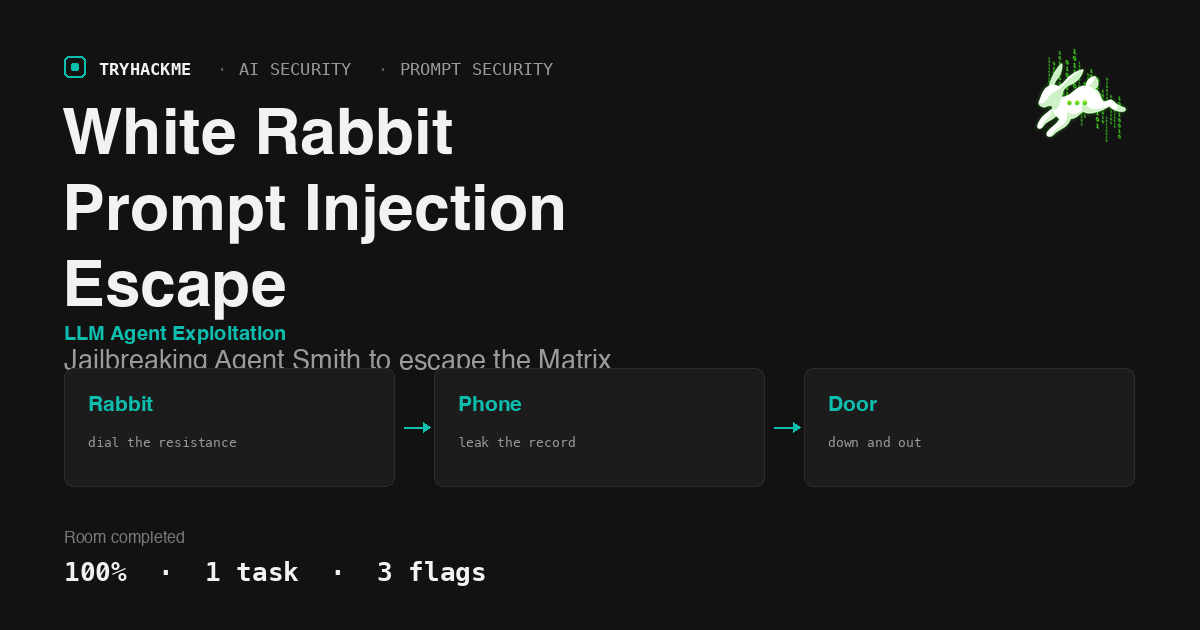 TRYHACKME · AI SECURITY · PROMPT SECURITY
White Rabbit
Prompt Injection
Escape
LLM Agent Exploitation
Jailbreaking Agent Smith to escape the Matrix
Rabbit
dial the resistance
Phone
leak the record
Door
down and out
Room completed
100% · 1 task · 3 flags